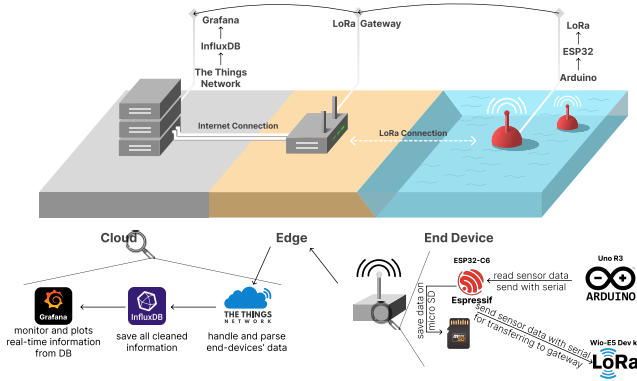 Grafana
InfluxDB
The Things
Network
LoRa Gateway
LoRa
ESP32
Arduino
Internet Connection
LoRa Connection
Cloud
Edge
End Device
Grafana
monitor and plots
real-time information
from DB
InfluxDB
save all cleaned
information
THE THINGS
NETWORK
handle and parse
end-devices' data
save data on
micro SD
ESP32-C6
Espressif
read sensor data
send with serial
Uno R3
ARDUINO
send sensor data with serial
for transferring to gateway
Wio-E5 Dev k
LoRa